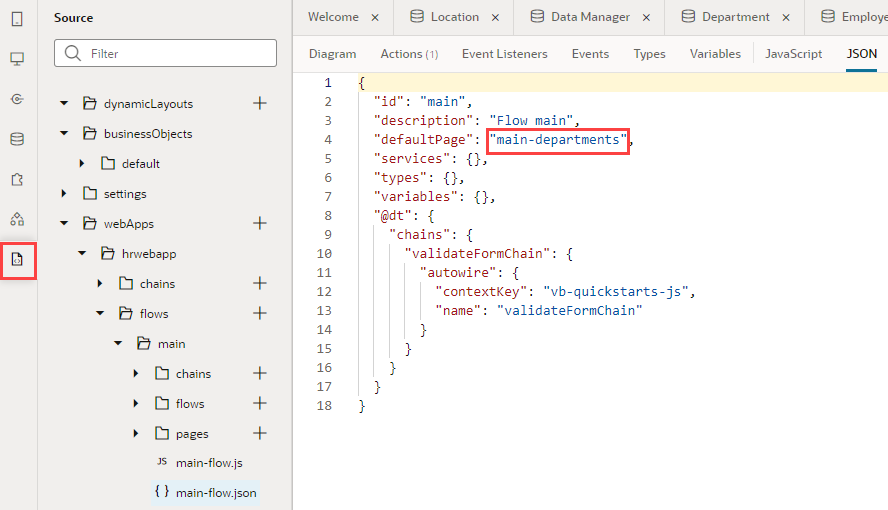 Source
Filter
dynamicLayouts
businessObjects
default
settings
webApps
hrwebapp
chains
flows
main
chains
flows
pages
JS main-flow.js
{ } main-flow.json
Welcome × Location × Data Manager × Department × Employe
Diagram Actions (1) Event Listeners Events Types Variables JavaScript JSON
1 {
2 "id": "main",
3 "description": "Flow main",
4 "defaultPage": "main-departments",
5 "services": {},
6 "types": {},
7 "variables": {},
8 "@dt": {
9 "chains": {
10 "validateFormChain": {
11 "autowire": {
12 "contextKey": "vb-quickstarts-js",
13 "name": "validateFormChain"
14 }
15 }
16 }
17 }
18 }